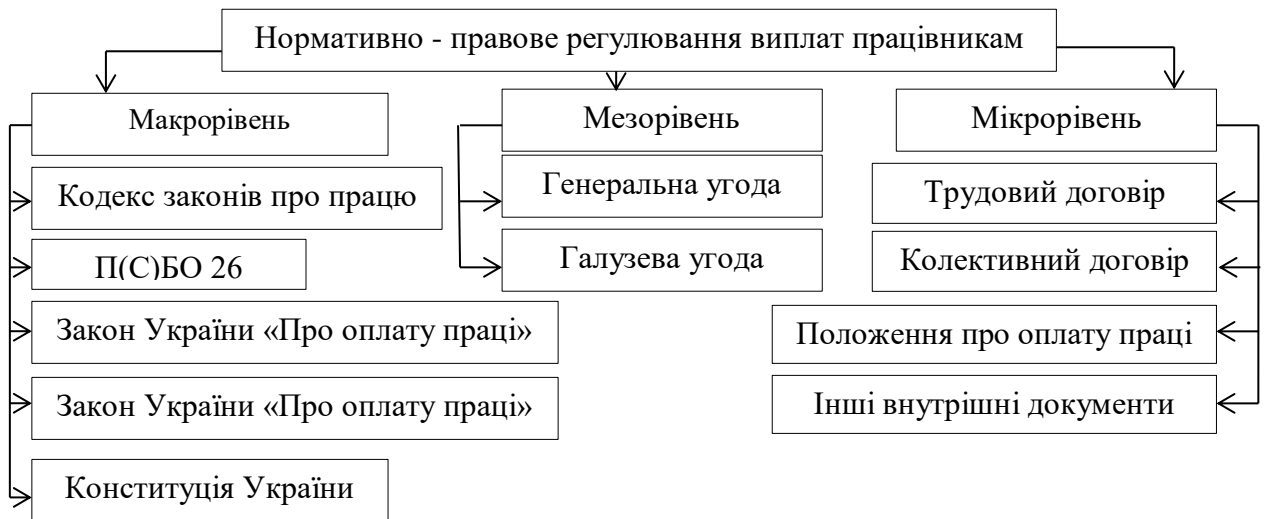 Нормативно - правове регулювання виплат працівникам
Макрорівень
Кодекс законів про працю
П(С)БО 26
Закон України «Про оплату праці»
Закон України «Про оплату праці»
Конституція України
Мезорівень
Генеральна угода
Галузева угода
Мікрорівень
Трудовий договір
Колективний договір
Положення про оплату праці
Інші внутрішні документи